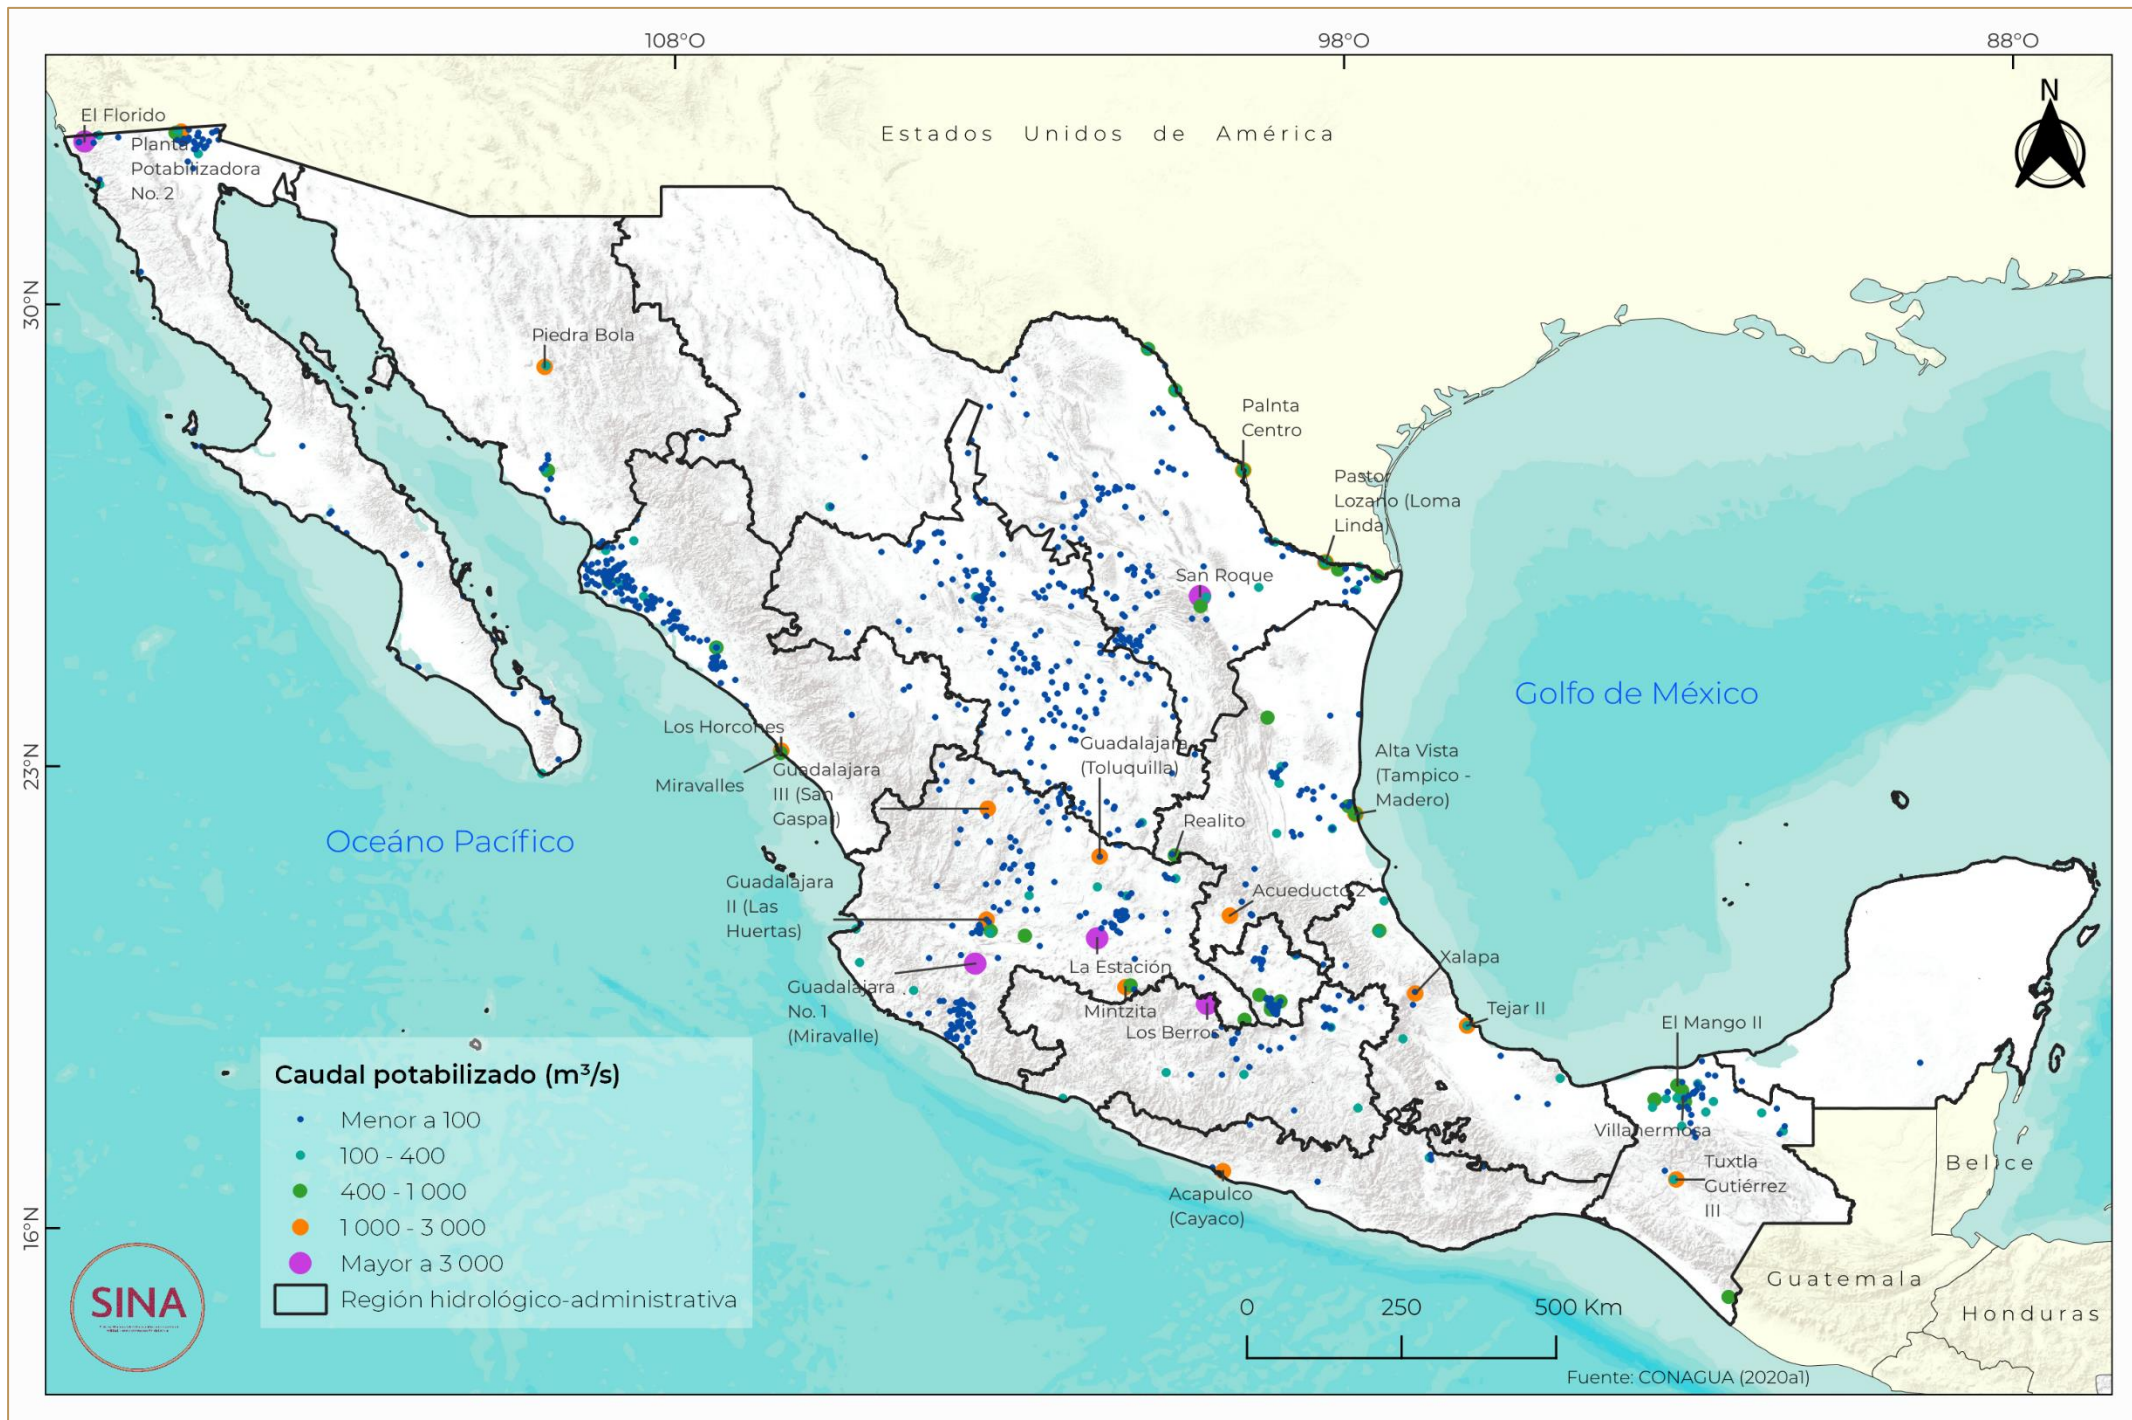 108°O
98°O
88°O
N
30°N
23°N
16°N
Estados Unidos de América
El Florido
Planta
Potabilizadora
No. 2
Piedra Bola
Palnta
Centro
Pastor
Lozano (Loma
Linda)
San Roque
Golfo de México
Los Horcones
Miravalles
Guadalajara
III (San
Gaspar)
Guadalajara
(Toluquilla)
Alta Vista
(Tampico -
Madero)
Realito
Océano Pacífico
Guadalajara
II (Las
Huertas)
Acueducto 2
La Estación
Xalapa
Guadalajara
No. 1
(Miravalle)
Mintzita
Los Berros
Tejar II
El Mango II
Villahermosa
Tuxtla
Gutiérrez
III
Acapulco
(Cayaco)
Belice
Guatemala
Honduras
Caudal potabilizado (m³/s)
Menor a 100
100 - 400
400 - 1 000
1 000 - 3 000
Mayor a 3 000
Región hidrológico-administrativa
SINA
0 250 500 Km
Fuente: CONAGUA (2020a1)